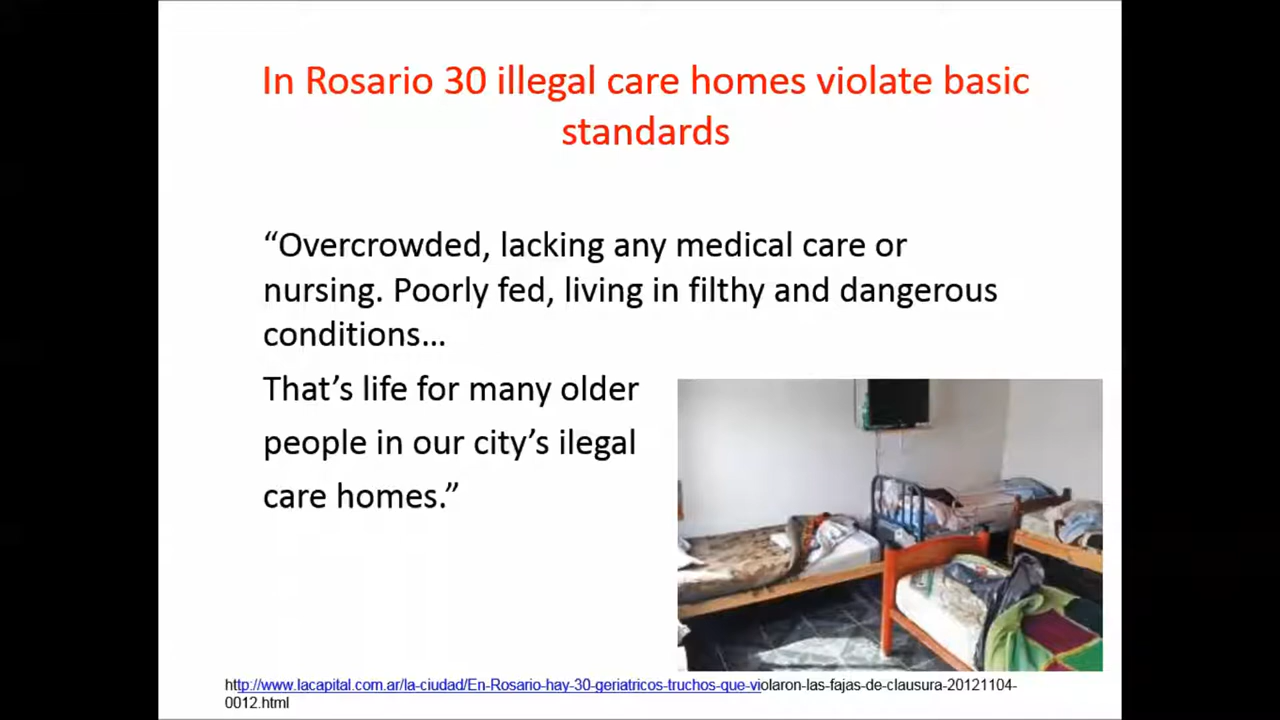 In Rosario 30 illegal care homes violate basic
standards
“Overcrowded, lacking any medical care or
nursing. Poorly fed, living in filthy and dangerous
conditions…
That’s life for many older
people in our city’s ilegal
care homes.”
http://www.lacapital.com.ar/la-ciudad/En-Rosario-hay-30-geriatricos-truchos-que-violaron-las-fajas-de-clausura-20121104-
0012.html